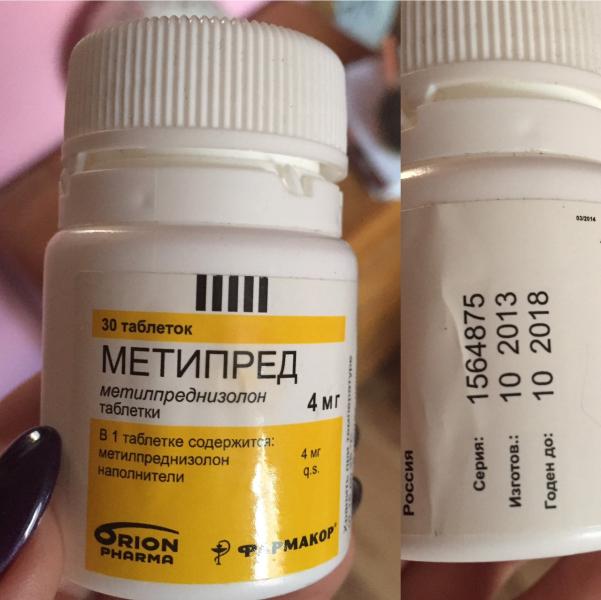 30 таблеток
МЕТИПРЕД
метилпреднизолон
таблетки
4 мг
В 1 таблетке содержится:
метилпреднизолон 4 мг
наполнители q.s.
ORION
PHARMA
ФАРМАКОР®
03/2014
Россия
Серия: 1564875
Изготов.: 10 2013
Годен до: 10 2018